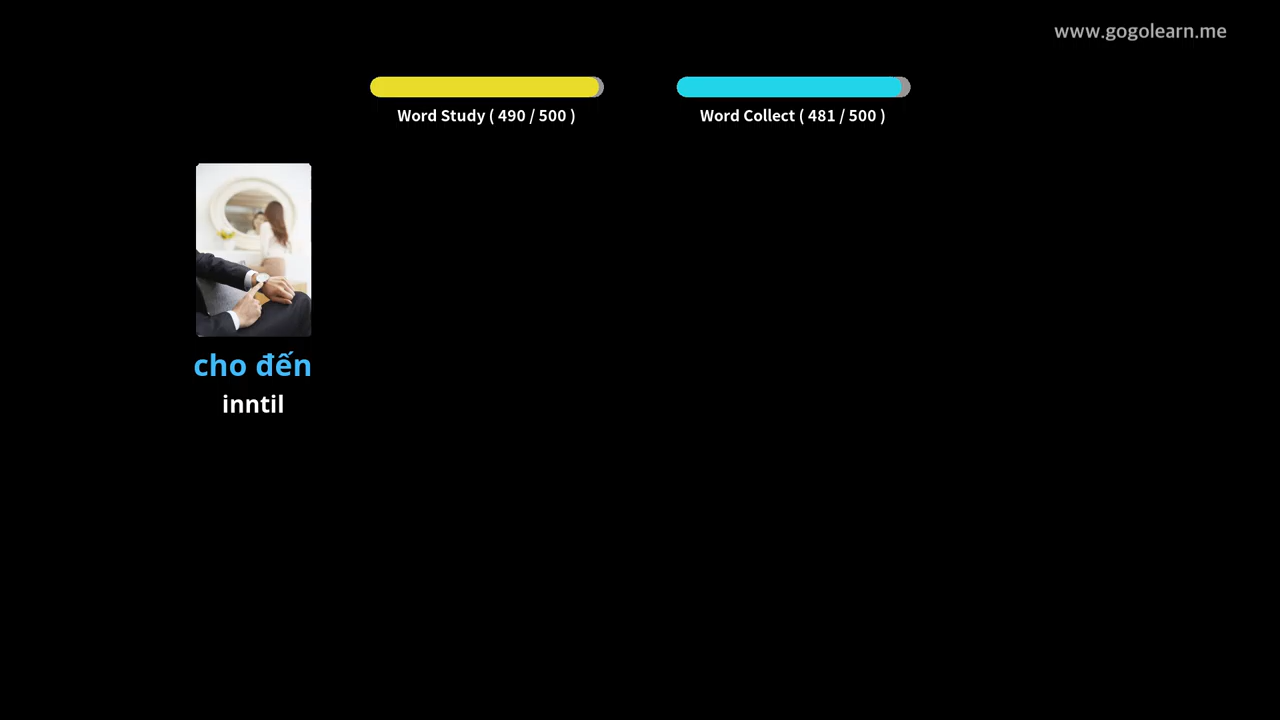 www.gogolearn.me
Word Study ( 490 / 500 )
Word Collect ( 481 / 500 )
cho đến
inntil